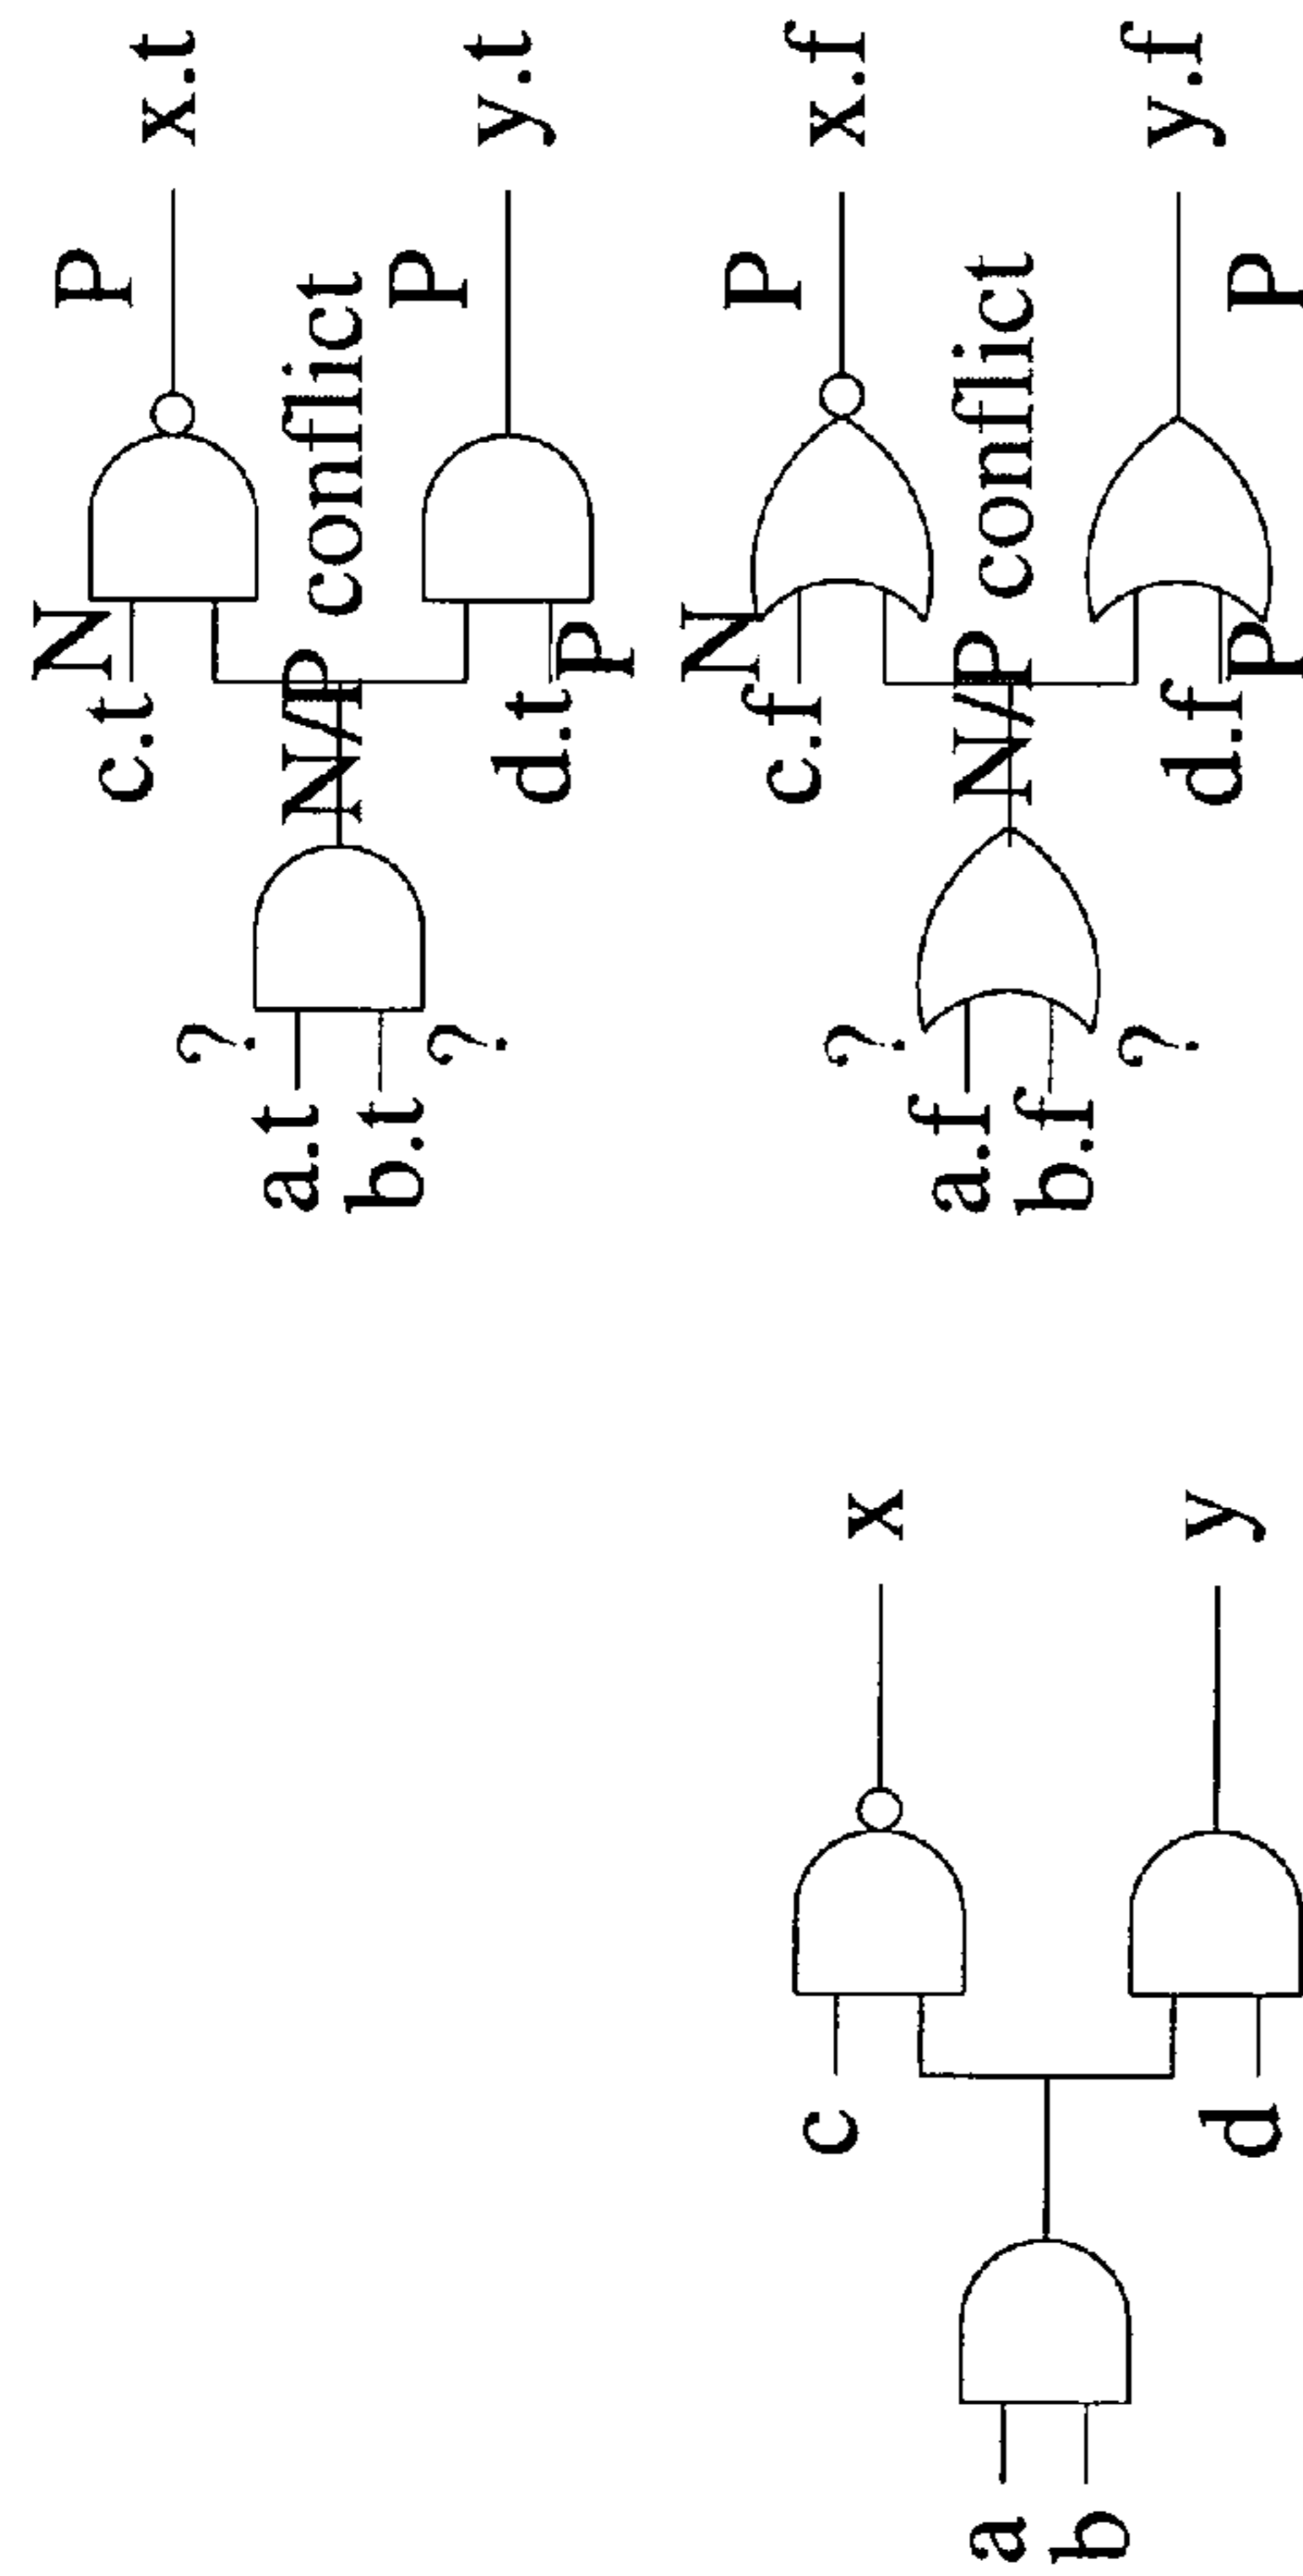 c.t N
P x.t
?
a.t
b.t
?
N/P conflict
d.t P
P y.t
c.f N
P x.f
?
a.f
b.f
?
N/P conflict
d.f P
P y.f
c
x
a
b
d
y